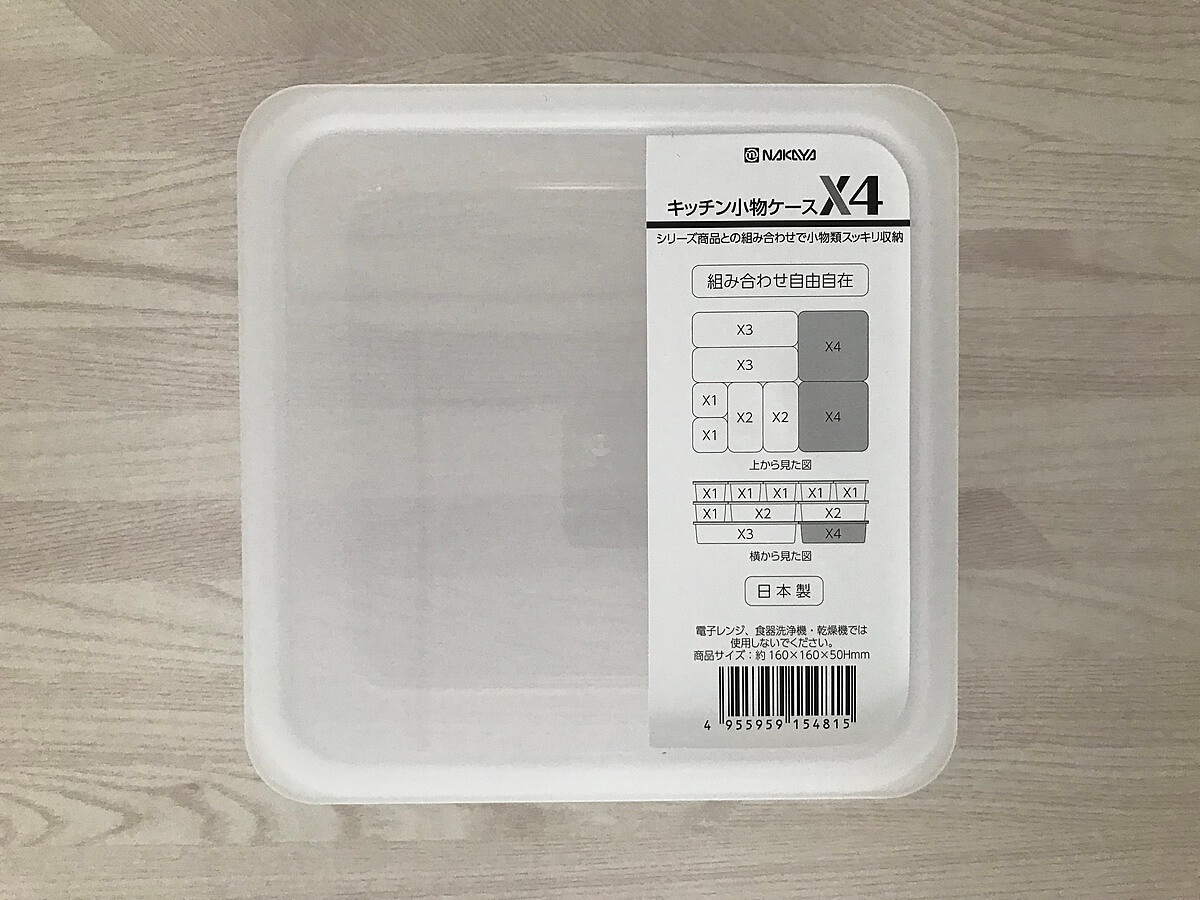 NAKAYA
キッチン小物ケース X4
シリーズ商品との組み合わせで小物類スッキリ収納
組み合わせ自由自在
X3
X4
X3
X1
X2
X2
X4
X1
上から見た図
X1 X1 X1 X1 X1
X1 X2 X2
X3 X4
横から見た図
日本製
電子レンジ、食器洗浄機・乾燥機では
使用しないでください。
商品サイズ：約160×160×50Hmm
4 955959 154815